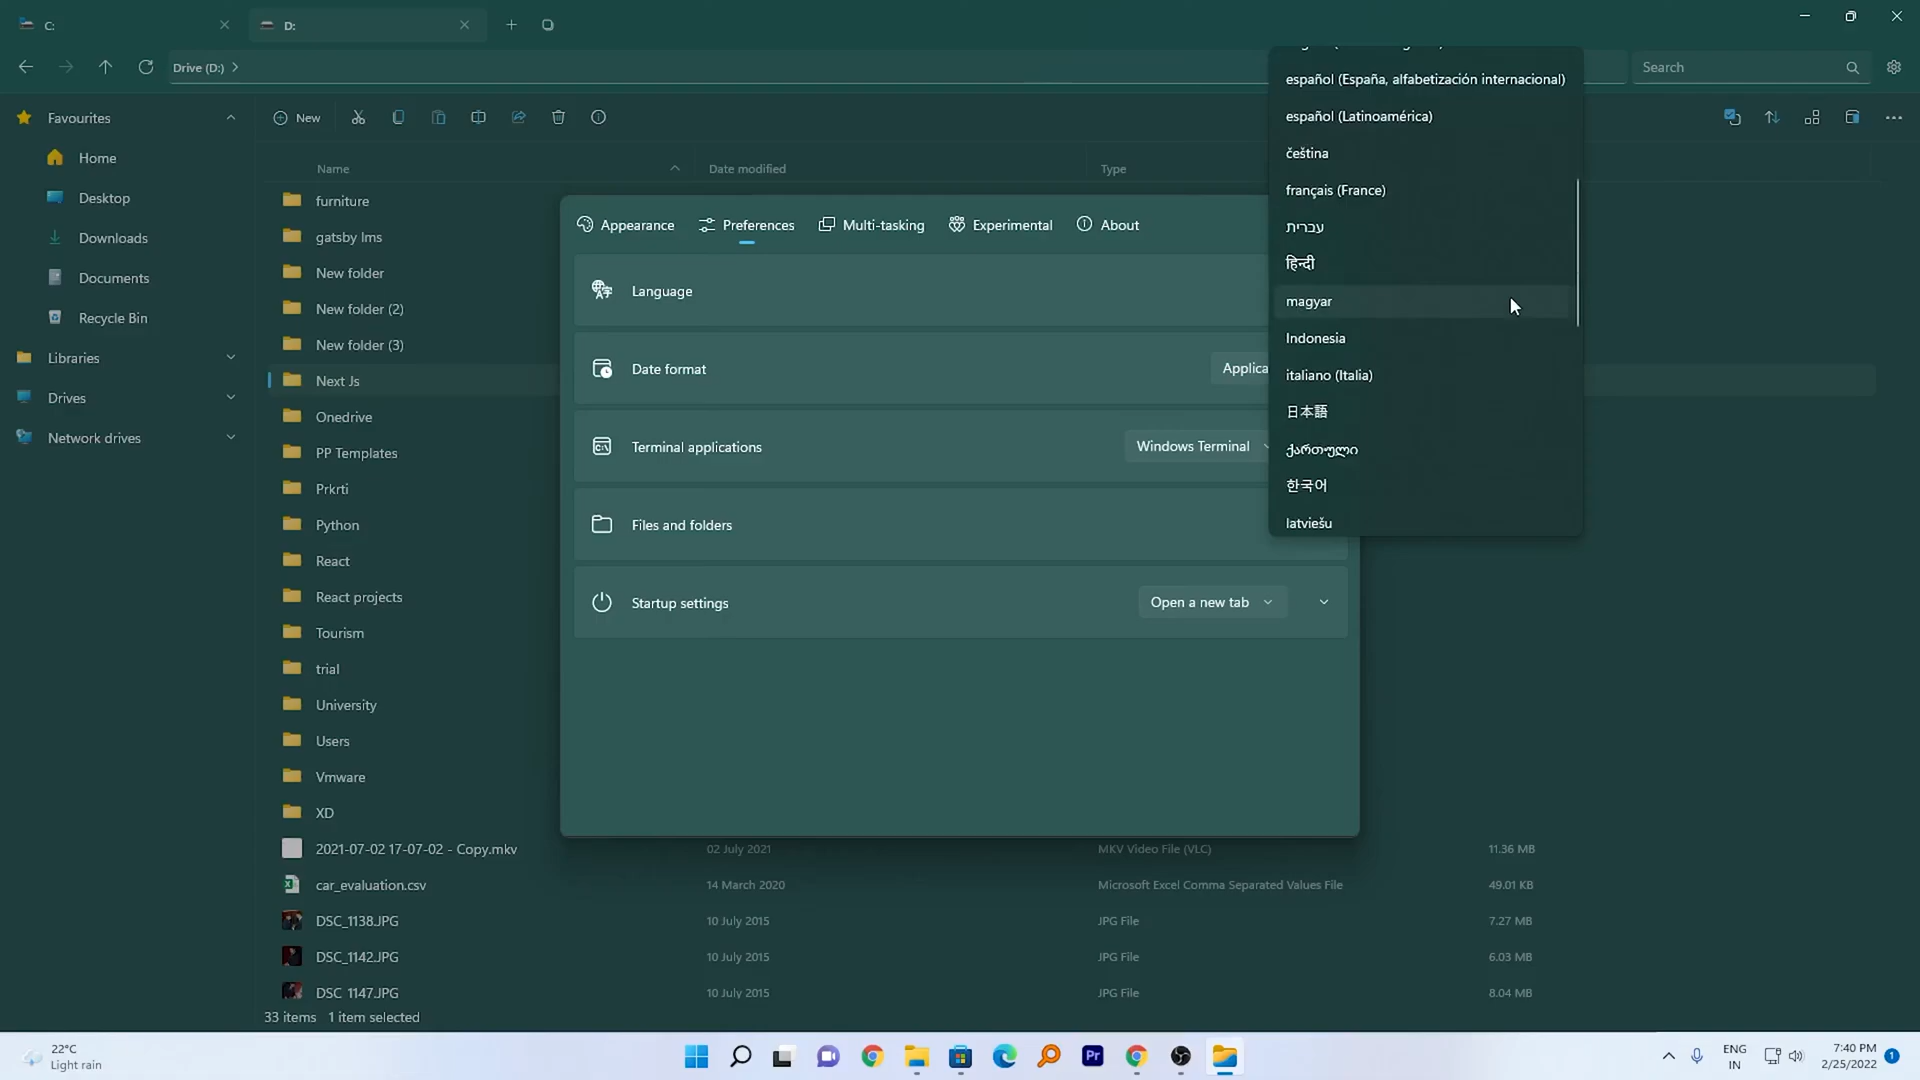 C:
D:
Drive (D:)
Search
Favourites
Home
Desktop
Downloads
Documents
Recycle Bin
Libraries
Drives
Network drives
New
Name
Date modified
Type
furniture
gatsby lms
New folder
New folder (2)
New folder (3)
Next Js
Onedrive
PP Templates
Prkrti
Python
React
React projects
Tourism
trial
University
Users
Vmware
XD
2021-07-02 17-07-02 - Copy.mkv 02 July 2021 MKV Video File (VLC) 11.36 MB
car_evaluation.csv 14 March 2020 Microsoft Excel Comma Separated Values File 49.01 KB
DSC_1138.JPG 10 July 2015 JPG File 7.27 MB
DSC_1142.JPG 10 July 2015 JPG File 6.03 MB
DSC_1147.JPG 10 July 2015 JPG File 8.04 MB
33 items 1 item selected
Appearance Preferences Multi-tasking Experimental About
Language
Date format Applica
Terminal applications Windows Terminal
Files and folders
Startup settings Open a new tab
español (España, alfabetización internacional)
español (Latinoamérica)
čeština
français (France)
עברית
हिन्दी
magyar
Indonesia
italiano (Italia)
日本語
ქართული
한국어
latviešu
22°C
Light rain
Pr
ENG
IN
7:40 PM
2/25/2022
1